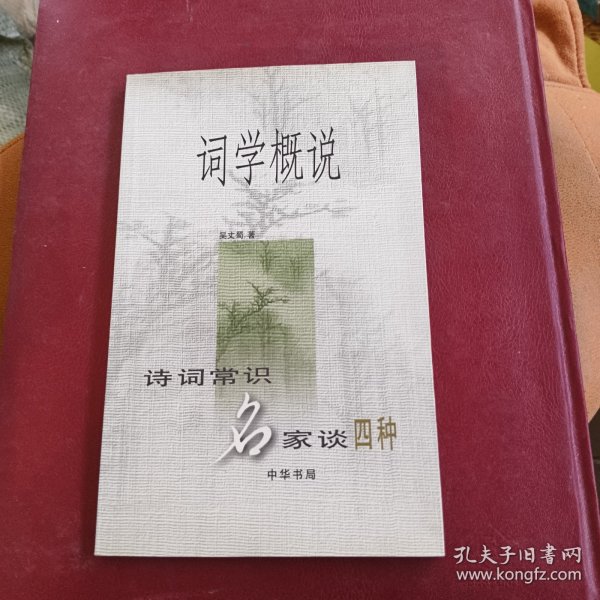 词学概说
吴丈蜀 著
诗词常识
名家谈四种
中华书局
孔夫子旧书网
www.kongfz.com